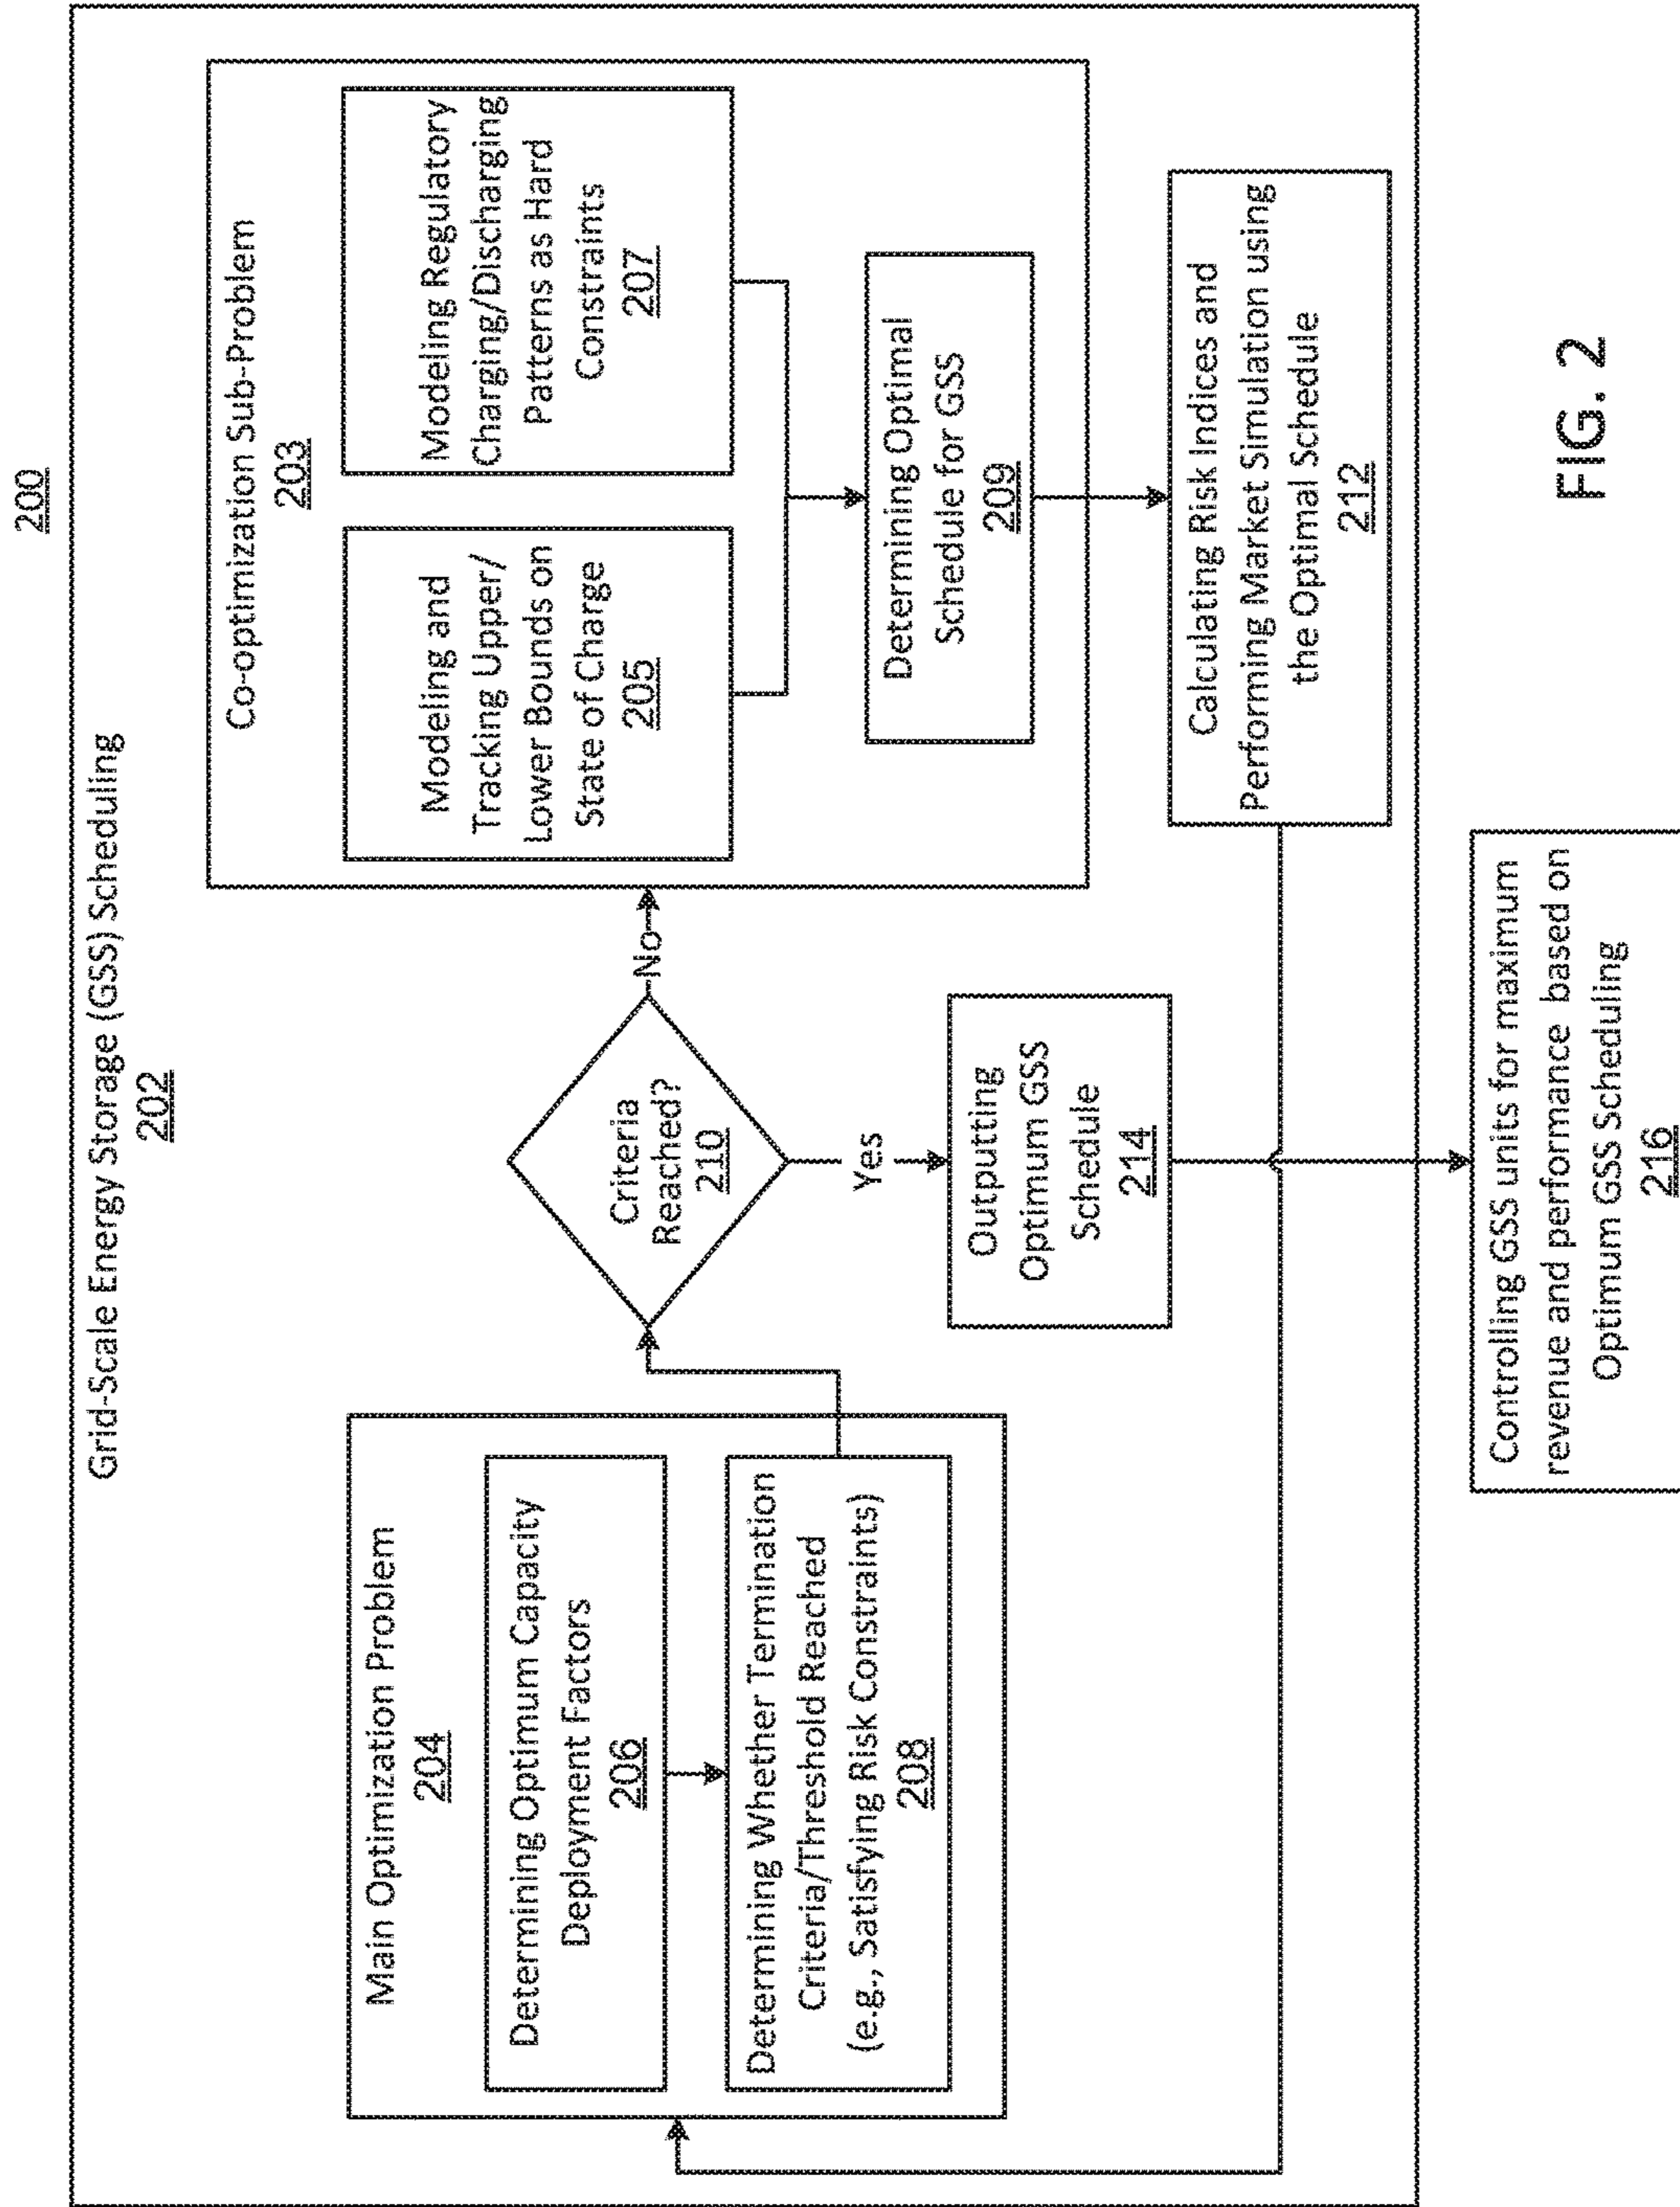 200
Grid-Scale Energy Storage (GSS) Scheduling
202
Main Optimization Problem
204
Determining Optimum Capacity
Deployment Factors
206
Determining Whether Termination
Criteria/Threshold Reached
(e.g., Satisfying Risk Constraints)
208
Criteria
Reached?
210
No
Yes
Outputting
Optimum GSS
Schedule
214
Co-optimization Sub-Problem
203
Modeling and
Tracking Upper/
Lower Bounds on
State of Charge
205
Modeling Regulatory
Charging/Discharging
Patterns as Hard
Constraints
207
Determining Optimal
Schedule for GSS
209
Calculating Risk Indices and
Performing Market Simulation using
the Optimal Schedule
212
Controlling GSS units for maximum
revenue and performance based on
Optimum GSS Scheduling
216
FIG. 2